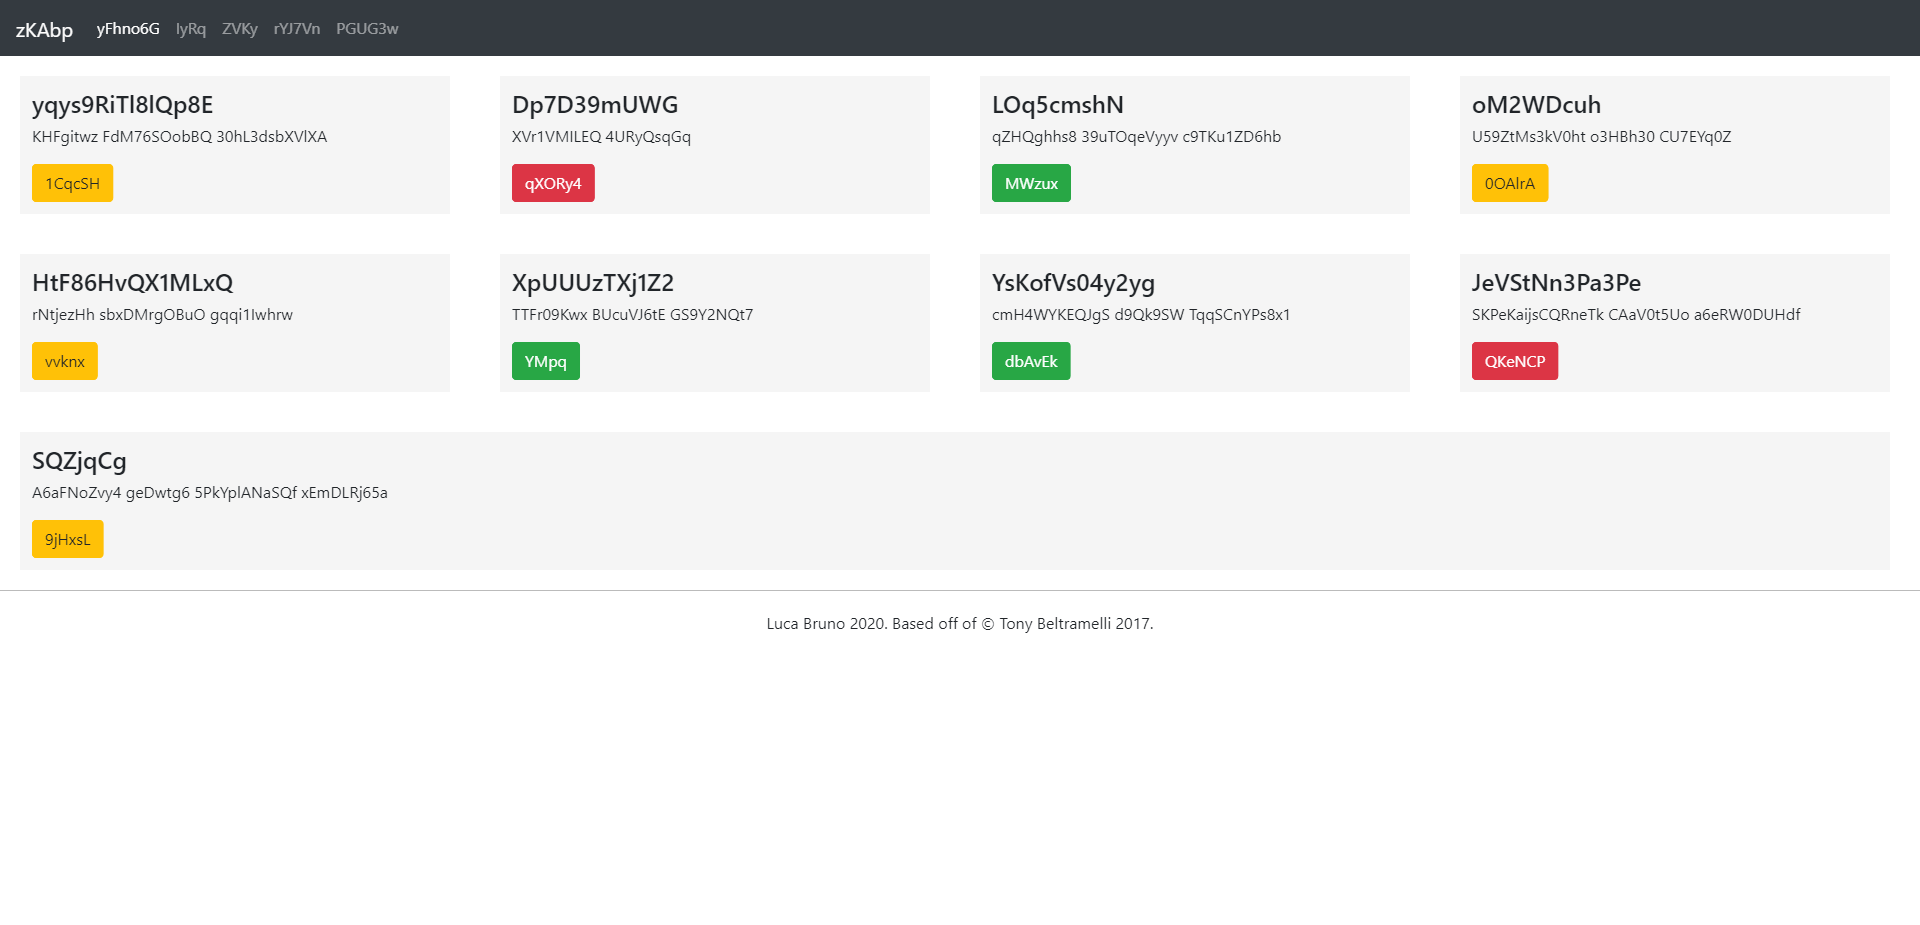 zKAbp yFhno6G lyRq ZVKy rYJ7Vn PGUG3w
yqys9RiTl8lQp8E
KHFgitwz FdM76SOobBQ 30hL3dsbXVlXA
1CqcSH
Dp7D39mUWG
XVr1VMILEQ 4URyQsqGq
qXORy4
LOq5cmshN
qZHQghhs8 39uTOqeVyyv c9TKu1ZD6hb
MWzux
oM2WDcuh
U59ZtMs3kV0ht o3HBh30 CU7EYq0Z
0OAlrA
HtF86HvQX1MLxQ
rNtjezHh sbxDMrgOBuO gqqi1Iwhrw
vvknx
XpUUUzTXj1Z2
TTFr09Kwx BUcuVJ6tE GS9Y2NQt7
YMpq
YsKofVs04y2yg
cmH4WYKEQJgS d9Qk9SW TqqSCnYPs8x1
dbAvEk
JeVStNn3Pa3Pe
SKPeKaijsCQRneTk CAaV0t5Uo a6eRW0DUHdf
QKeNCP
SQZjqCg
A6aFNoZvy4 geDwtg6 5PkYplANaSQf xEmDLRj65a
9jHxsL
Luca Bruno 2020. Based off of © Tony Beltramelli 2017.